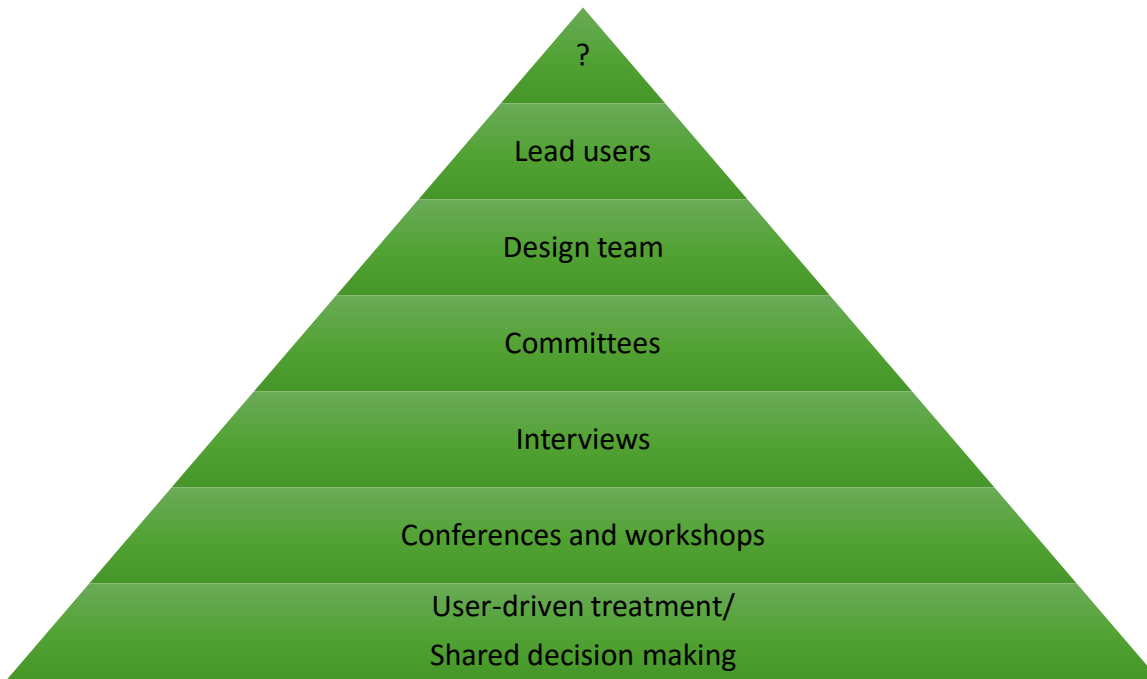 ?
Lead users
Design team
Committees
Interviews
Conferences and workshops
User-driven treatment/
Shared decision making